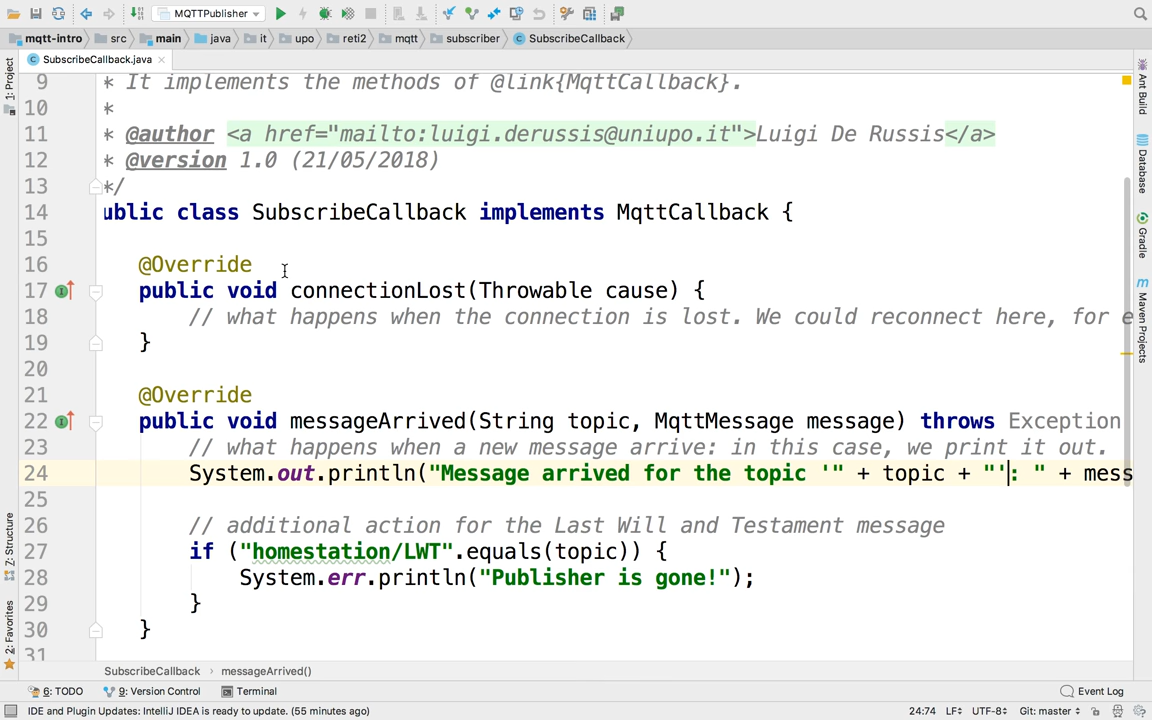 MQTTPublisher
mqtt-intro src main java it upo reti2 mqtt subscriber SubscribeCallback
SubscribeCallback.java
1: Project
Ant Build
Database
Gradle
Maven Projects
Z: Structure
2: Favorites
9 * It implements the methods of @link{MqttCallback}.
10 *
11 * @author <a href="mailto:luigi.derussis@uniupo.it">Luigi De Russis</a>
12 * @version 1.0 (21/05/2018)
13 */
14 ublic class SubscribeCallback implements MqttCallback {
15
16 @Override
17 public void connectionLost(Throwable cause) {
18 // what happens when the connection is lost. We could reconnect here, for e
19 }
20
21 @Override
22 public void messageArrived(String topic, MqttMessage message) throws Exception
23 // what happens when a new message arrive: in this case, we print it out.
24 System.out.println("Message arrived for the topic '" + topic + "': " + mess
25
26 // additional action for the Last Will and Testament message
27 if ("homestation/LWT".equals(topic)) {
28 System.err.println("Publisher is gone!");
29 }
30 }
31
SubscribeCallback › messageArrived()
6: TODO 9: Version Control Terminal Event Log
IDE and Plugin Updates: IntelliJ IDEA is ready to update. (55 minutes ago) 24:74 LF UTF-8 Git: master